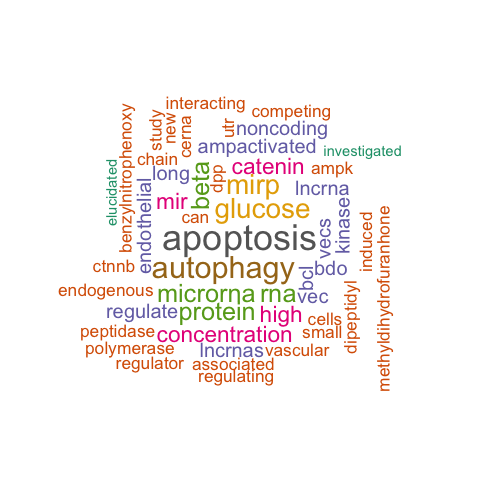 interacting
competing
benzylnitrophenoxy
study
new
cerna
utr
noncoding
ampactivated
investigated
elucidated
chain
long
beta
dpp
catenin
ampk
mirp
lncrna
endothelial
mir
can
glucose
vecs
kinase
apoptosis
induced
methyldihydrofuranhone
ctnnb
autophagy
bcl
bdo
endogenous
microrna
rna
vec
regulate
protein
high
cells
dipeptidyl
peptidase
concentration
small
polymerase
lncrnas
vascular
regulator
associated
regulating